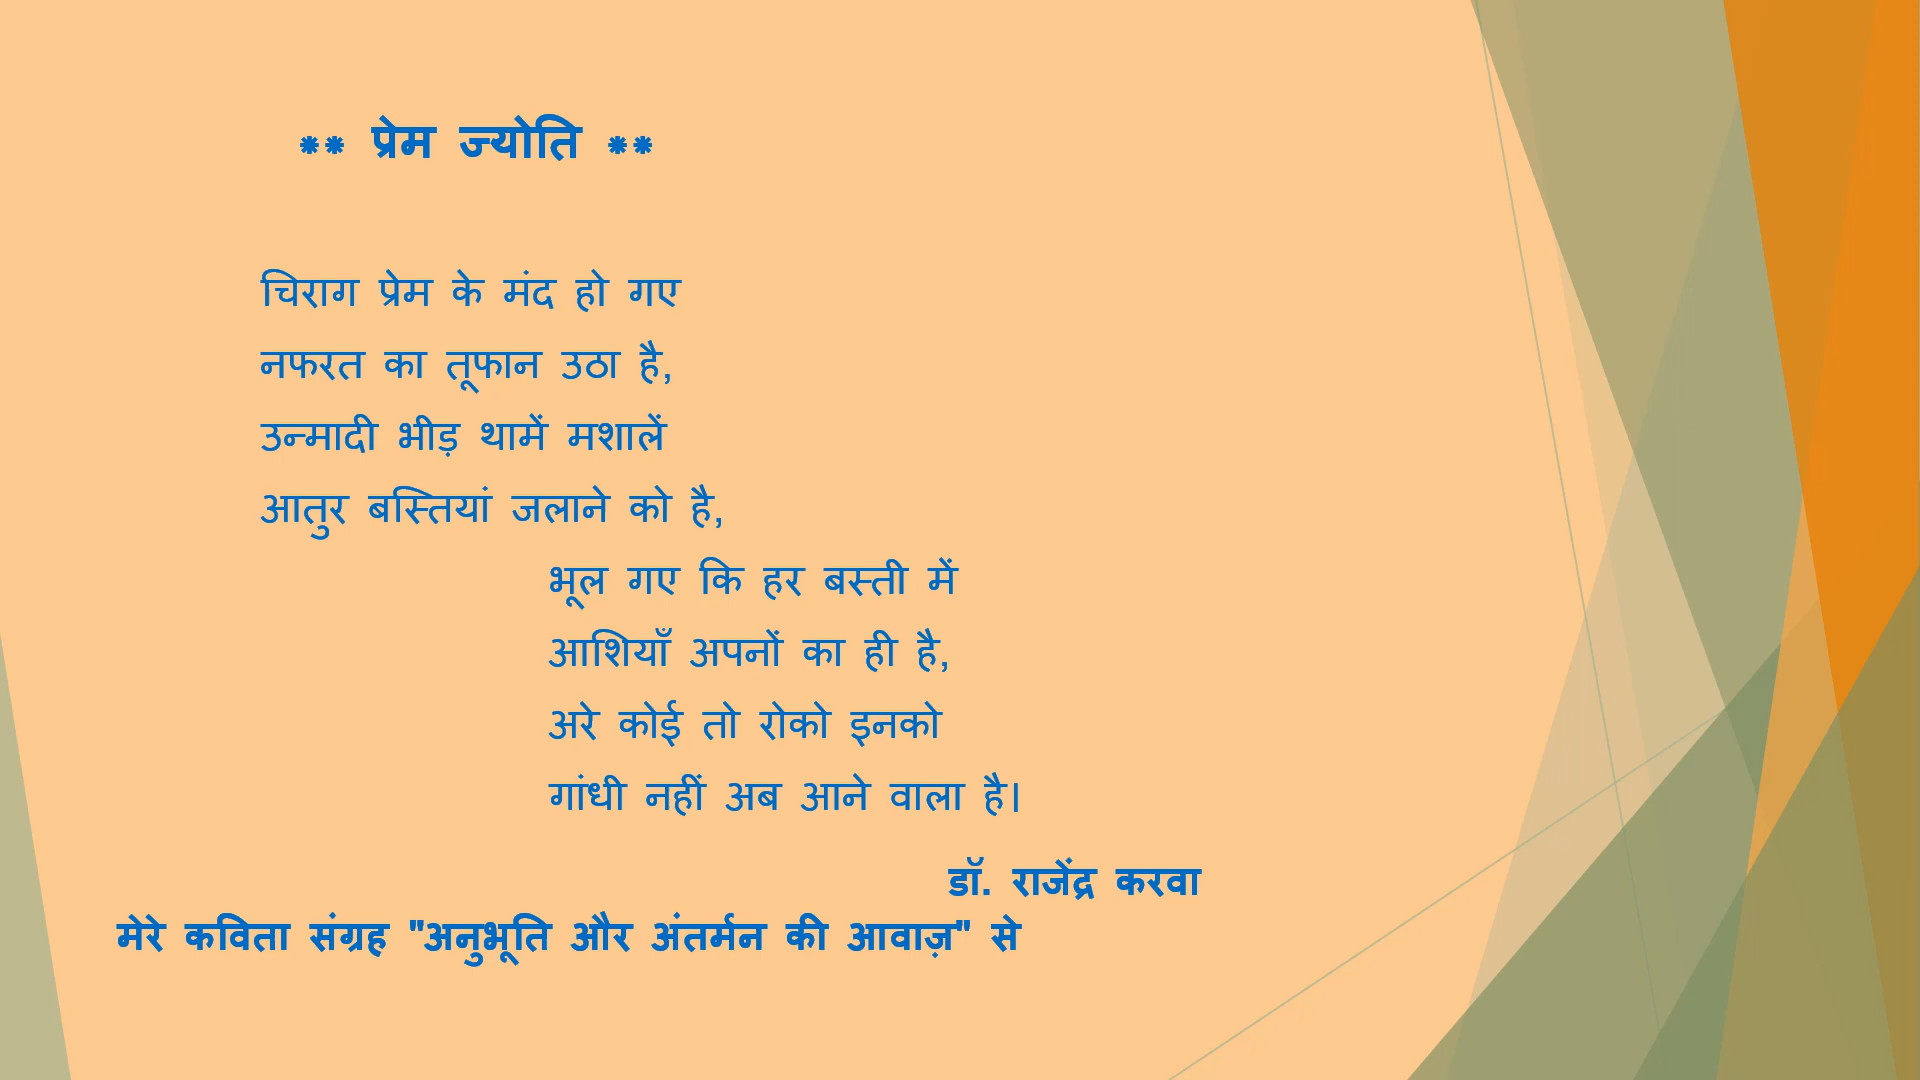 ** प्रेम ज्योति **
चिराग प्रेम के मंद हो गए
नफरत का तूफान उठा है,
उन्मादी भीड़ थामें मशालें
आतुर बस्तियां जलाने को है,
भूल गए कि हर बस्ती में
आशियाँ अपनों का ही है,
अरे कोई तो रोको इनको
गांधी नहीं अब आने वाला है।
डॉ. राजेंद्र करवा
मेरे कविता संग्रह "अनुभूति और अंतर्मन की आवाज़" से